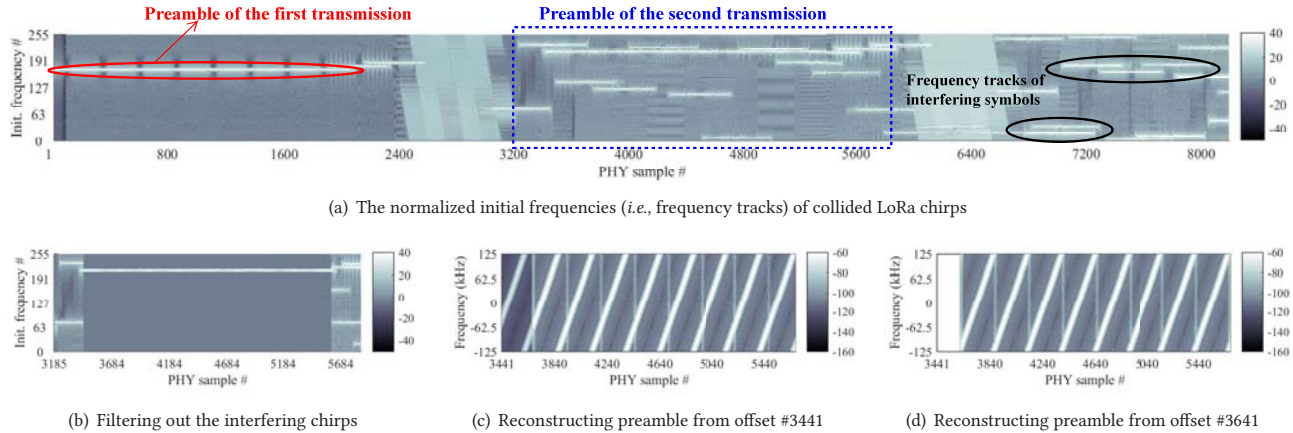 Preamble of the first transmission
Preamble of the second transmission
255
191
127
63
0
Init. frequency #
Frequency tracks of
interfering symbols
40
20
0
-20
-40
1 800 1600 2400 3200 4000 4800 5600 6400 7200 8000
PHY sample #
(a) The normalized initial frequencies (i.e., frequency tracks) of collided LoRa chirps
255
191
127
63
0
Init. frequency #
40
20
0
-20
-40
3185 3684 4184 4684 5184 5684
PHY sample #
(b) Filtering out the interfering chirps
125
62.5
0
-62.5
-125
Frequency (kHz)
-60
-80
-100
-120
-140
-160
3441 3840 4240 4640 5040 5440
PHY sample #
(c) Reconstructing preamble from offset #3441
125
62.5
0
-62.5
-125
Frequency (kHz)
-60
-80
-100
-120
-140
-160
3441 3840 4240 4640 5040 5440
PHY sample #
(d) Reconstructing preamble from offset #3641